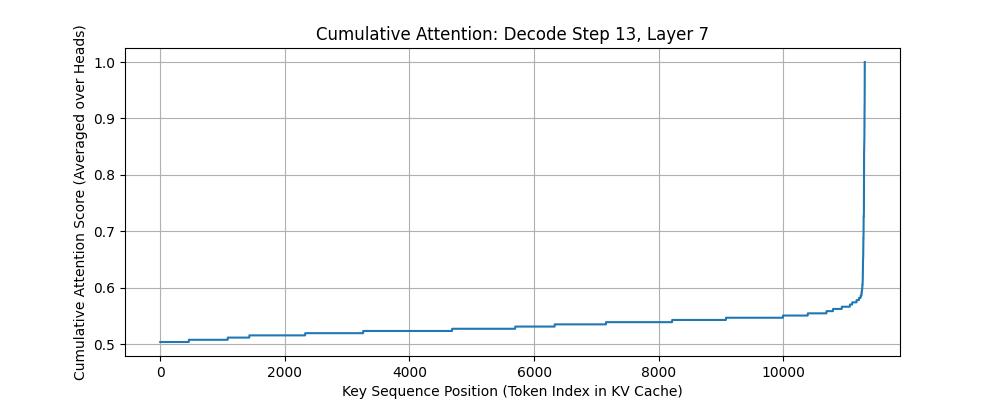 Cumulative Attention: Decode Step 13, Layer 7
Cumulative Attention Score (Averaged over Heads)
1.0
0.9
0.8
0.7
0.6
0.5
0 2000 4000 6000 8000 10000
Key Sequence Position (Token Index in KV Cache)